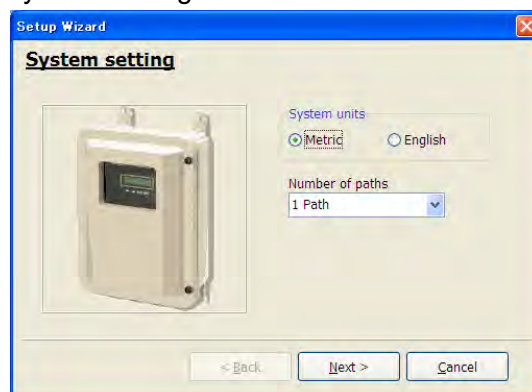 Setup Wizard
System setting
System units
Metric
English
Number of paths
1 Path
< Back
Next >
Cancel